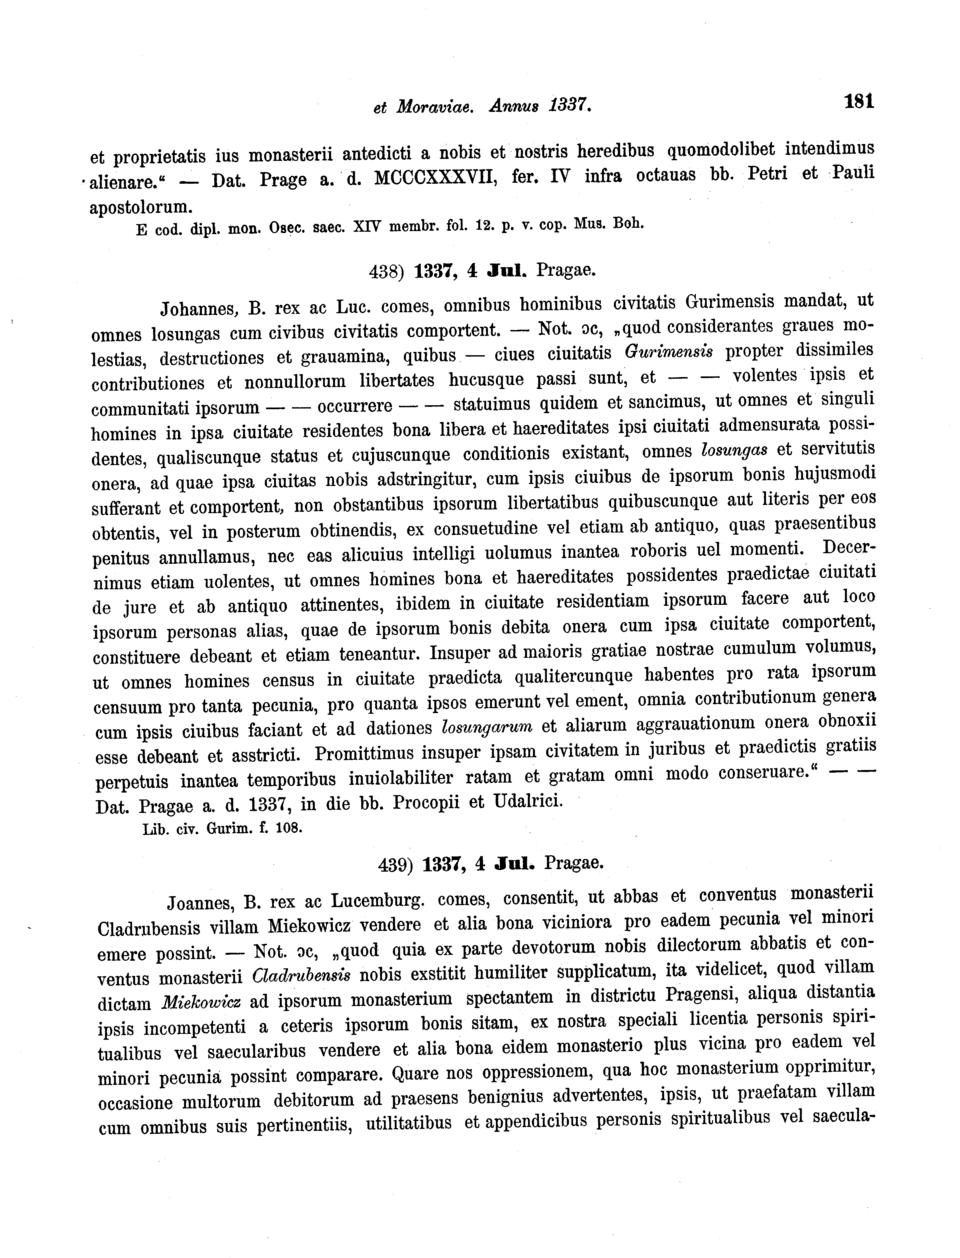 et Moraviae. Annus 1337. 181
et proprietatis ius monasterii antedicti a nobis et nostris heredibus quomodolibet intendimus
alienare.“ — Dat. Prage a. d. MCCCXXXVII, fer. IV infra octauas bb. Petri et Pauli
apostolorum.
E cod. dipl. mon. Osec. saec. XIV membr. fol. 12. p. v. cop. Mus. Boh.
438) 1337, 4 Jul. Pragae.
Johannes, B. rex ac Luc. comes, omnibus hominibus civitatis Gurimensis mandat, ut
omnes losungas cum civibus civitatis comportent. — Not. ɔc, „quod considerantes graues mo-
lestias, destructiones et grauamina, quibus — ciues ciuitatis Gurimensis propter dissimiles
contributiones et nonnullorum libertates hucusque passi sunt, et — — volentes ipsis et
communitati ipsorum — — occurrere — — statuimus quidem et sancimus, ut omnes et singuli
homines in ipsa ciuitate residentes bona libera et haereditates ipsi ciuitati admensurata possi-
dentes, qualiscunque status et cujuscunque conditionis existant, omnes losungas et servitutis
onera, ad quae ipsa ciuitas nobis adstringitur, cum ipsis ciuibus de ipsorum bonis hujusmodi
sufferant et comportent, non obstantibus ipsorum libertatibus quibuscunque aut literis per eos
obtentis, vel in posterum obtinendis, ex consuetudine vel etiam ab antiquo, quas praesentibus
penitus annullamus, nec eas alicuius intelligi uolumus inantea roboris uel momenti. Decer-
nimus etiam uolentes, ut omnes homines bona et haereditates possidentes praedictae ciuitati
de jure et ab antiquo attinentes, ibidem in ciuitate residentiam ipsorum facere aut loco
ipsorum personas alias, quae de ipsorum bonis debita onera cum ipsa ciuitate comportent,
constituere debeant et etiam teneantur. Insuper ad maioris gratiae nostrae cumulum volumus,
ut omnes homines census in ciuitate praedicta qualitercunque habentes pro rata ipsorum
censuum pro tanta pecunia, pro quanta ipsos emerunt vel ement, omnia contributionum genera
cum ipsis ciuibus faciant et ad dationes losungarum et aliarum aggrauationum onera obnoxii
esse debeant et asstricti. Promittimus insuper ipsam civitatem in juribus et praedictis gratiis
perpetuis inantea temporibus inuiolabiliter ratam et gratam omni modo conseruare.“ — —
Dat. Pragae a. d. 1337, in die bb. Procopii et Udalrici.
Lib. civ. Gurim. f. 108.
439) 1337, 4 Jul. Pragae.
Joannes, B. rex ac Lucemburg. comes, consentit, ut abbas et conventus monasterii
Cladrubensis villam Miekowicz vendere et alia bona viciniora pro eadem pecunia vel minori
emere possint. — Not. ɔc, „quod quia ex parte devotorum nobis dilectorum abbatis et con-
ventus monasterii Cladrubensis nobis exstitit humiliter supplicatum, ita videlicet, quod villam
dictam Miekowicz ad ipsorum monasterium spectantem in districtu Pragensi, aliqua distantia
ipsis incompetenti a ceteris ipsorum bonis sitam, ex nostra speciali licentia personis spiri-
tualibus vel saecularibus vendere et alia bona eidem monasterio plus vicina pro eadem vel
minori pecunia possint comparare. Quare nos oppressionem, qua hoc monasterium opprimitur,
occasione multorum debitorum ad praesens benignius advertentes, ipsis, ut praefatam villam
cum omnibus suis pertinentiis, utilitatibus et appendicibus personis spiritualibus vel saecula-